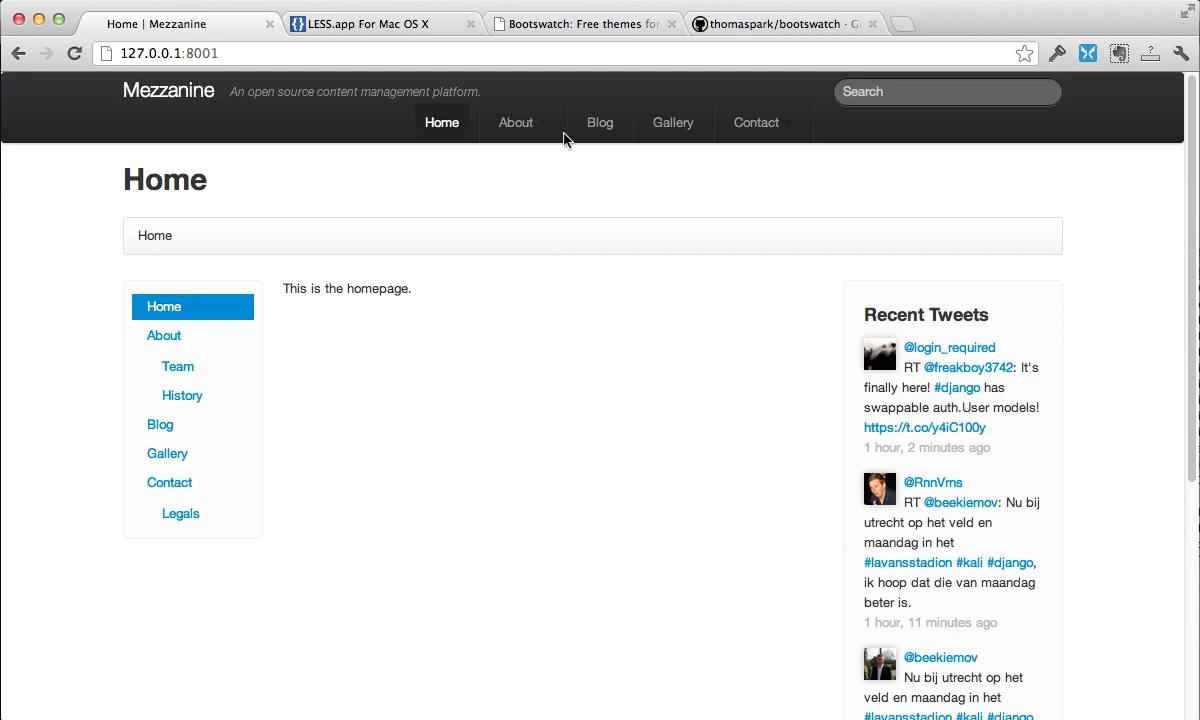 Home | Mezzanine
LESS.app For Mac OS X
Bootswatch: Free themes for
thomaspark/bootswatch · Gi
127.0.0.1:8001
Mezzanine
An open source content management platform.
Search
Home
About
Blog
Gallery
Contact
Home
Home
Home
About
Team
History
Blog
Gallery
Contact
Legals
This is the homepage.
Recent Tweets
@login_required
RT @freakboy3742: It's
finally here! #django has
swappable auth.User models!
https://t.co/y4iC100y
1 hour, 2 minutes ago
@RnnVrns
RT @beekiemov: Nu bij
utrecht op het veld en
maandag in het
#lavansstadion #kali #django,
ik hoop dat die van maandag
beter is.
1 hour, 11 minutes ago
@beekiemov
Nu bij utrecht op het
veld en maandag in het
#lavansstadion #kali #django